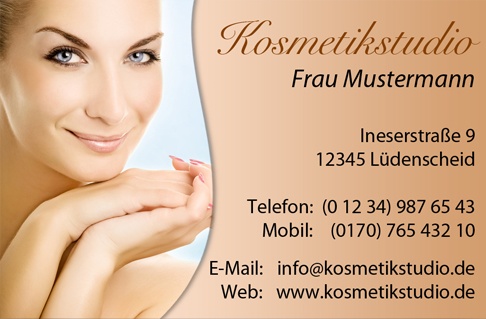 Kosmetikstudio
Frau Mustermann
Ineserstraße 9
12345 Lüdenscheid
Telefon: (0 12 34) 987 65 43
Mobil: (0170) 765 432 10
E-Mail: info@kosmetikstudio.de
Web: www.kosmetikstudio.de